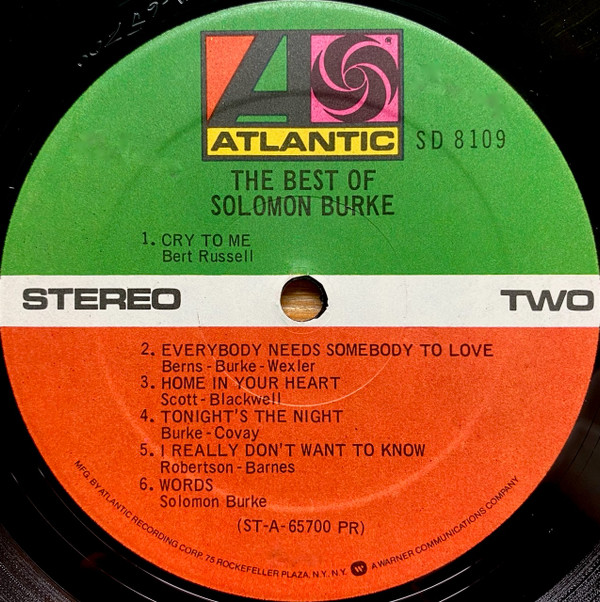 ATLANTIC
SD 8109
THE BEST OF
SOLOMON BURKE
1. CRY TO ME
Bert Russell
STEREO
TWO
2. EVERYBODY NEEDS SOMEBODY TO LOVE
Berns-Burke-Wexler
3. HOME IN YOUR HEART
Scott-Blackwell
4. TONIGHT'S THE NIGHT
Burke-Covay
5. I REALLY DON'T WANT TO KNOW
Robertson-Barnes
6. WORDS
Solomon Burke
(ST-A-65700 PR)
MFG. BY ATLANTIC RECORDING CORP. 75 ROCKEFELLER PLAZA, N.Y., N.Y. A WARNER COMMUNICATIONS COMPANY